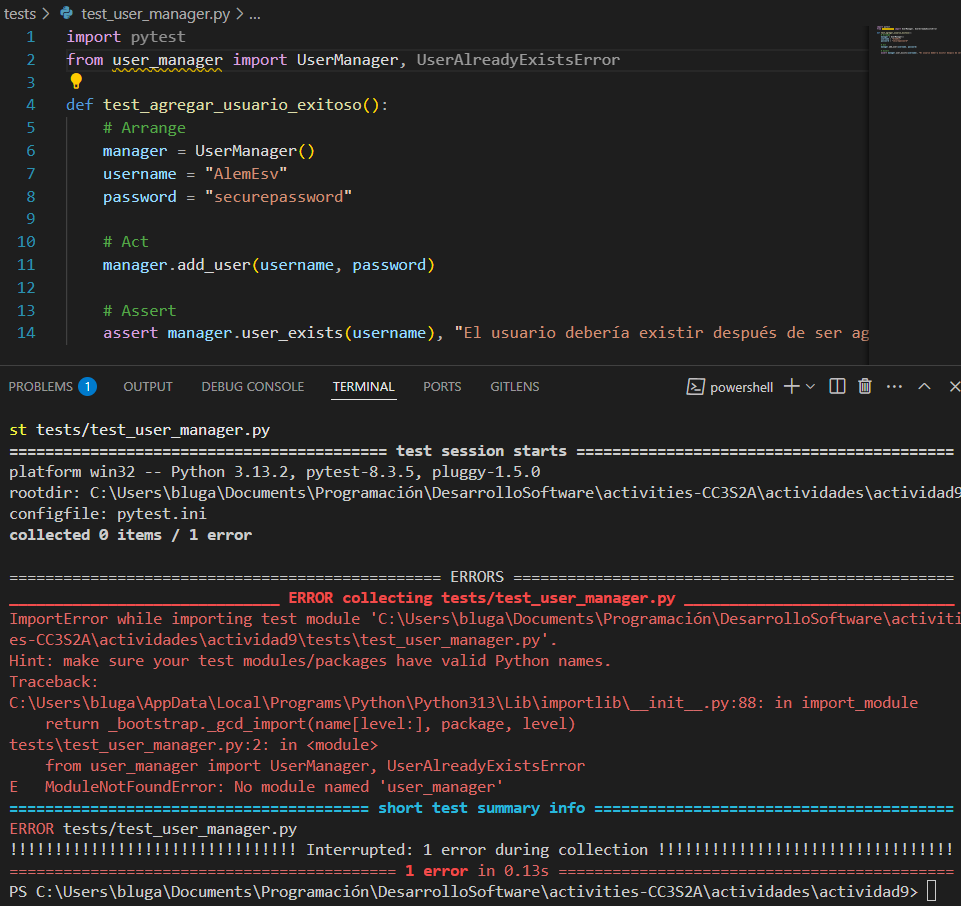 tests > test_user_manager.py > ...
1 import pytest
2 from user_manager import UserManager, UserAlreadyExistsError
3
4 def test_agregar_usuario_exitoso():
5 # Arrange
6 manager = UserManager()
7 username = "AlemEsv"
8 password = "securepassword"
9
10 # Act
11 manager.add_user(username, password)
12
13 # Assert
14 assert manager.user_exists(username), "El usuario debería existir después de ser ag
PROBLEMS 1 OUTPUT DEBUG CONSOLE TERMINAL PORTS GITLENS powershell
st tests/test_user_manager.py
========================================== test session starts ==========================================
platform win32 -- Python 3.13.2, pytest-8.3.5, pluggy-1.5.0
rootdir: C:\Users\bluga\Documents\Programación\DesarrolloSoftware\activities-CC3S2A\actividades\actividad9
configfile: pytest.ini
collected 0 items / 1 error
================================================ ERRORS =================================================
______________________________ ERROR collecting tests/test_user_manager.py ______________________________
ImportError while importing test module 'C:\Users\bluga\Documents\Programación\DesarrolloSoftware\activiti
es-CC3S2A\actividades\actividad9\tests\test_user_manager.py'.
Hint: make sure your test modules/packages have valid Python names.
Traceback:
C:\Users\bluga\AppData\Local\Programs\Python\Python313\Lib\importlib\__init__.py:88: in import_module
return _bootstrap._gcd_import(name[level:], package, level)
tests\test_user_manager.py:2: in <module>
from user_manager import UserManager, UserAlreadyExistsError
E ModuleNotFoundError: No module named 'user_manager'
======================================== short test summary info ========================================
ERROR tests/test_user_manager.py
!!!!!!!!!!!!!!!!!!!!!!!!!!!!!!!! Interrupted: 1 error during collection !!!!!!!!!!!!!!!!!!!!!!!!!!!!!!!!!
=========================================== 1 error in 0.13s ============================================
PS C:\Users\bluga\Documents\Programación\DesarrolloSoftware\activities-CC3S2A\actividades\actividad9>